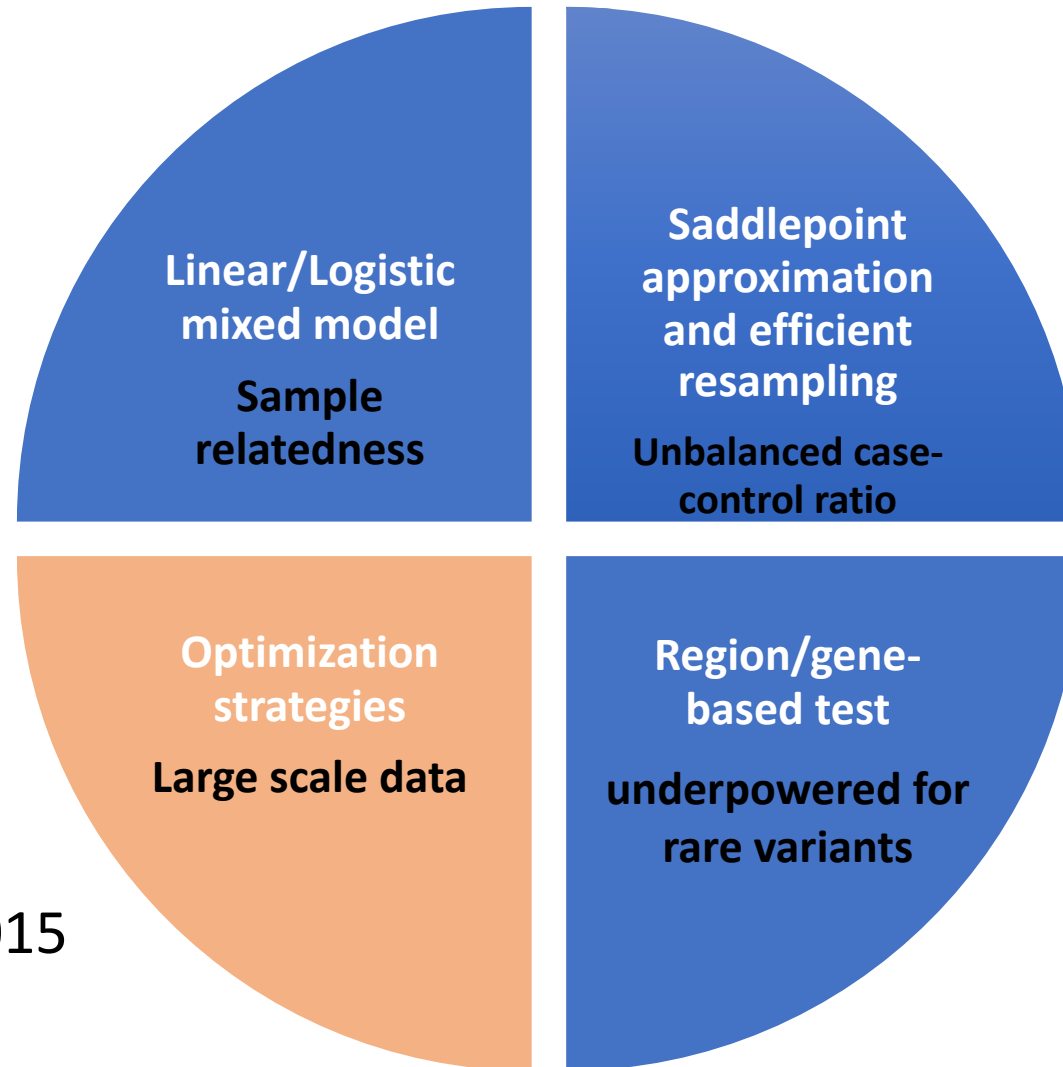 Linear/Logistic
mixed model
Sample
relatedness
Saddlepoint
approximation
and efficient
resampling
Unbalanced case-
control ratio
Optimization
strategies
Large scale data
Region/gene-
based test
underpowered for
rare variants
015